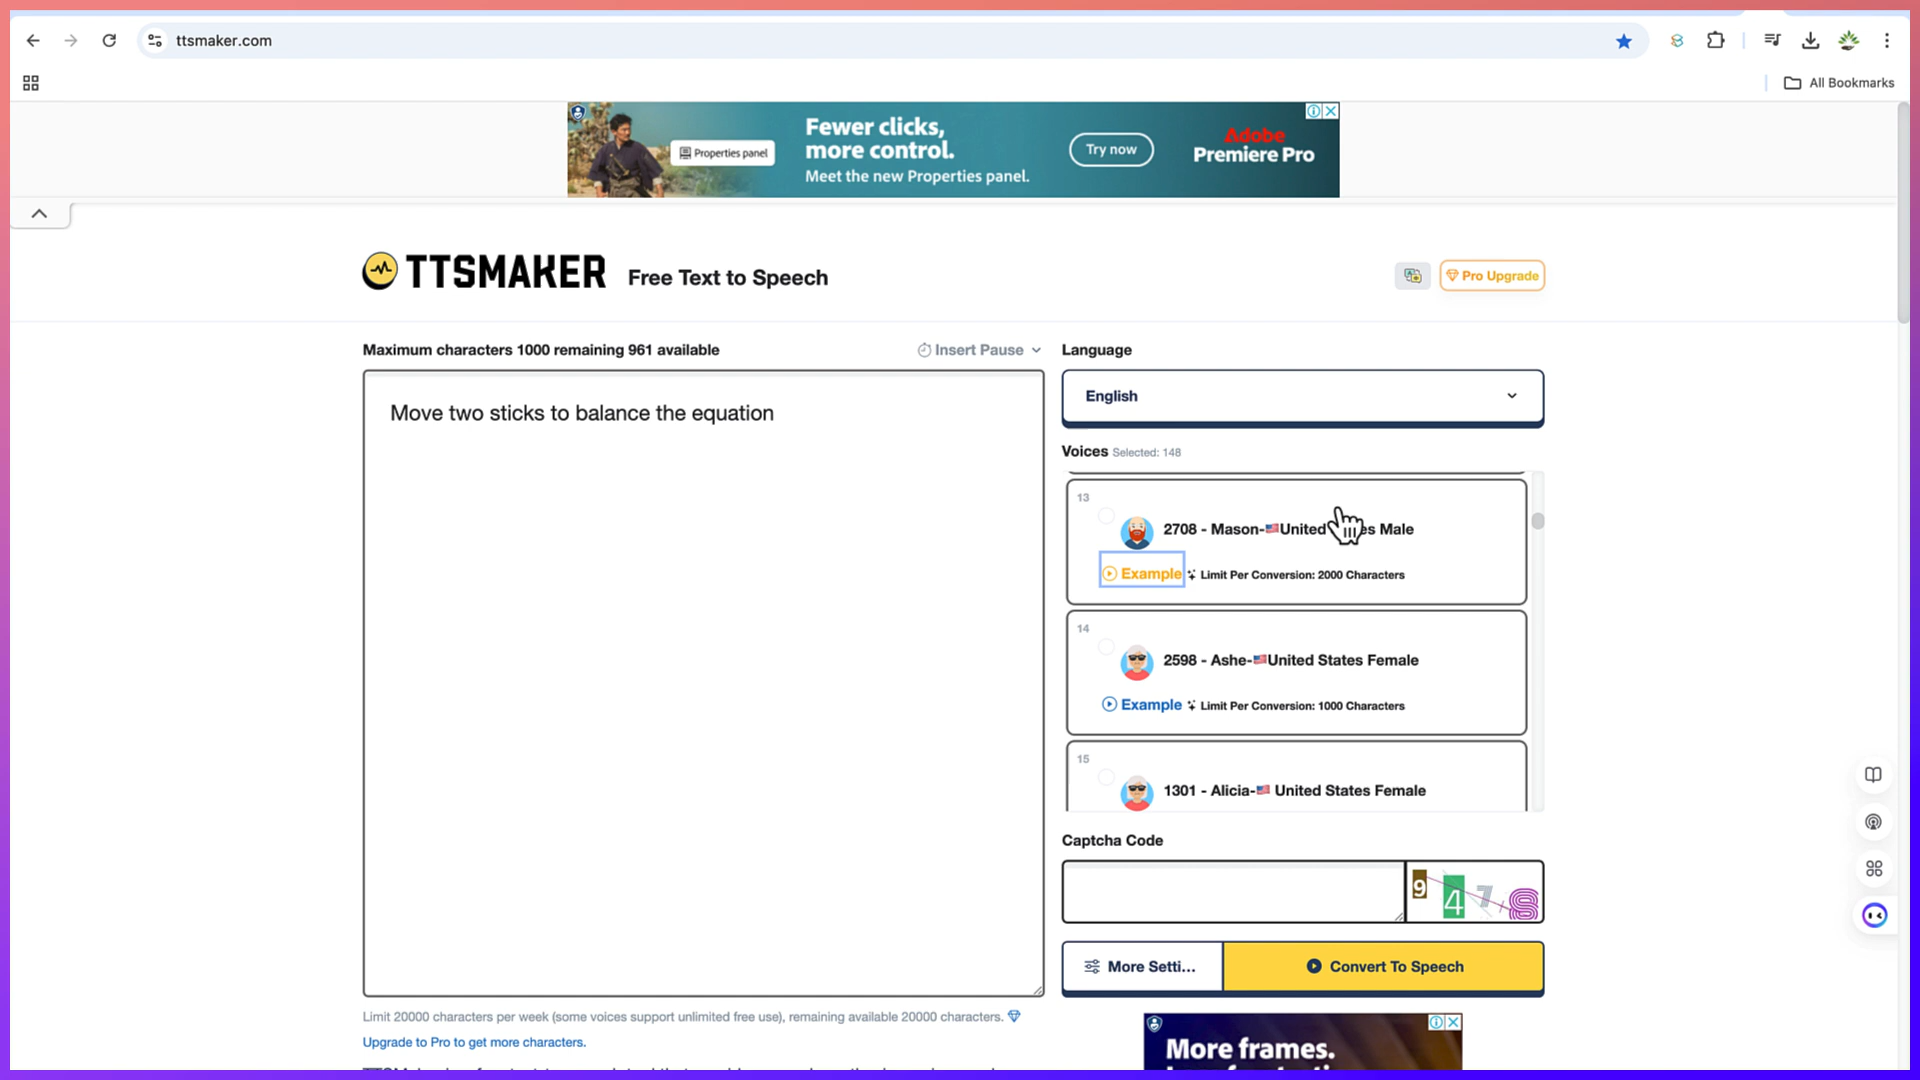 ttsmaker.com
All Bookmarks
Properties panel
Fewer clicks,
more control.
Meet the new Properties panel.
Try now
Adobe
Premiere Pro
TTSMAKER Free Text to Speech
Pro Upgrade
Maximum characters 1000 remaining 961 available
Insert Pause
Move two sticks to balance the equation
Language
English
Voices Selected: 148
13
2708 - Mason-United es Male
Example Limit Per Conversion: 2000 Characters
14
2598 - Ashe-United States Female
Example Limit Per Conversion: 1000 Characters
15
1301 - Alicia- United States Female
Captcha Code
More Setti...
Convert To Speech
Limit 20000 characters per week (some voices support unlimited free use), remaining available 20000 characters.
Upgrade to Pro to get more characters.
More frames.